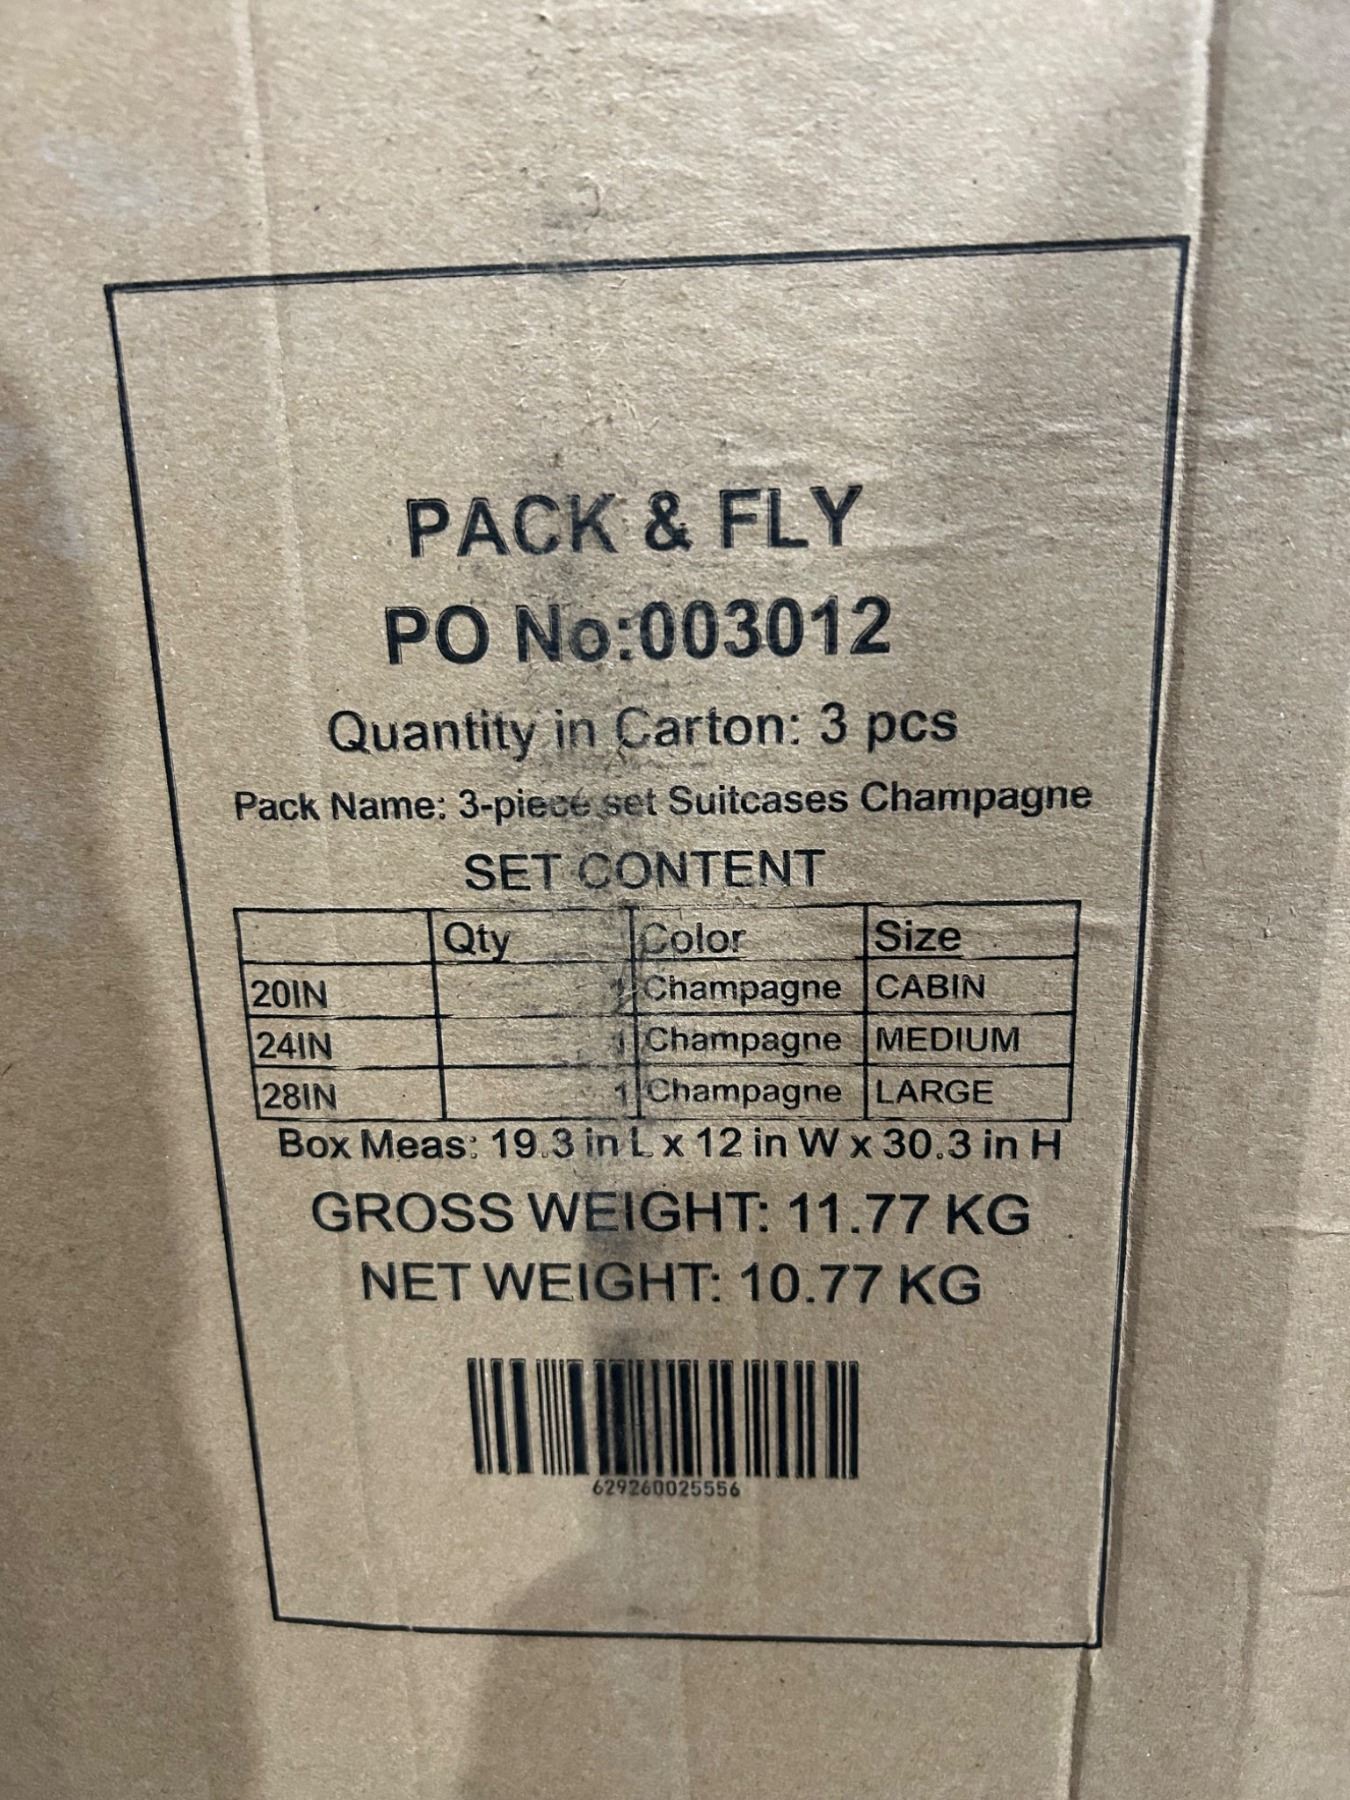 PACK & FLY
PO No:003012
Quantity in Carton: 3 pcs
Pack Name: 3-piece set Suitcases Champagne
SET CONTENT
Qty Color Size
20IN 1 Champagne CABIN
24IN 1 Champagne MEDIUM
28IN 1 Champagne LARGE
Box Meas: 19.3 in L x 12 in W x 30.3 in H
GROSS WEIGHT: 11.77 KG
NET WEIGHT: 10.77 KG
629260025556